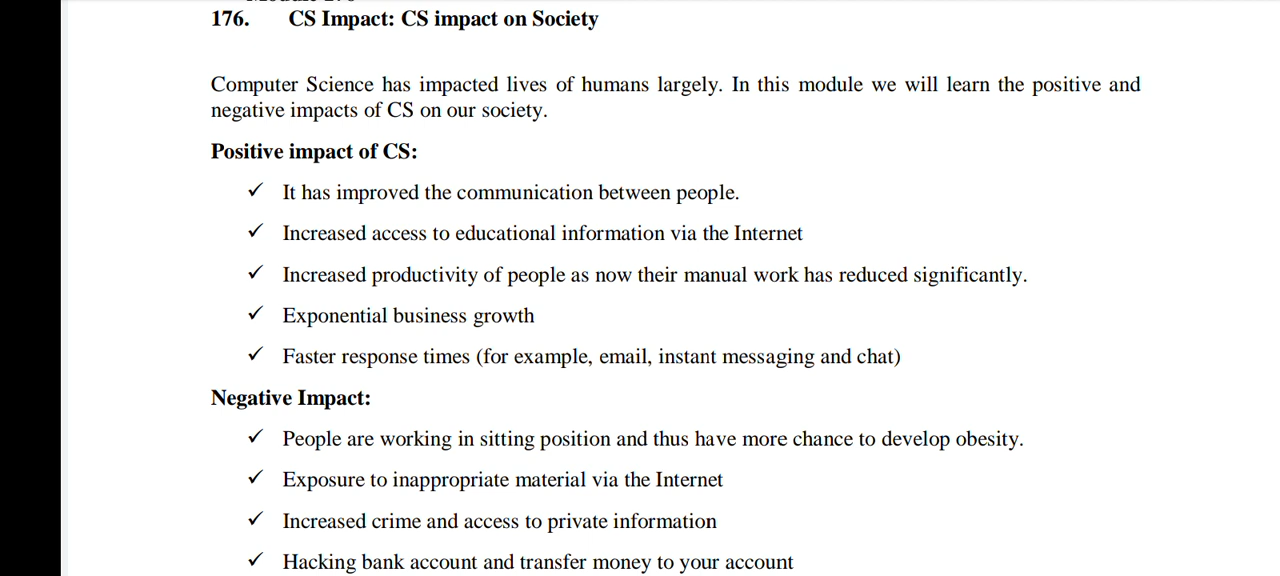 176. CS Impact: CS impact on Society
Computer Science has impacted lives of humans largely. In this module we will learn the positive and
negative impacts of CS on our society.
Positive impact of CS:
✓ It has improved the communication between people.
✓ Increased access to educational information via the Internet
✓ Increased productivity of people as now their manual work has reduced significantly.
✓ Exponential business growth
✓ Faster response times (for example, email, instant messaging and chat)
Negative Impact:
✓ People are working in sitting position and thus have more chance to develop obesity.
✓ Exposure to inappropriate material via the Internet
✓ Increased crime and access to private information
✓ Hacking bank account and transfer money to your account